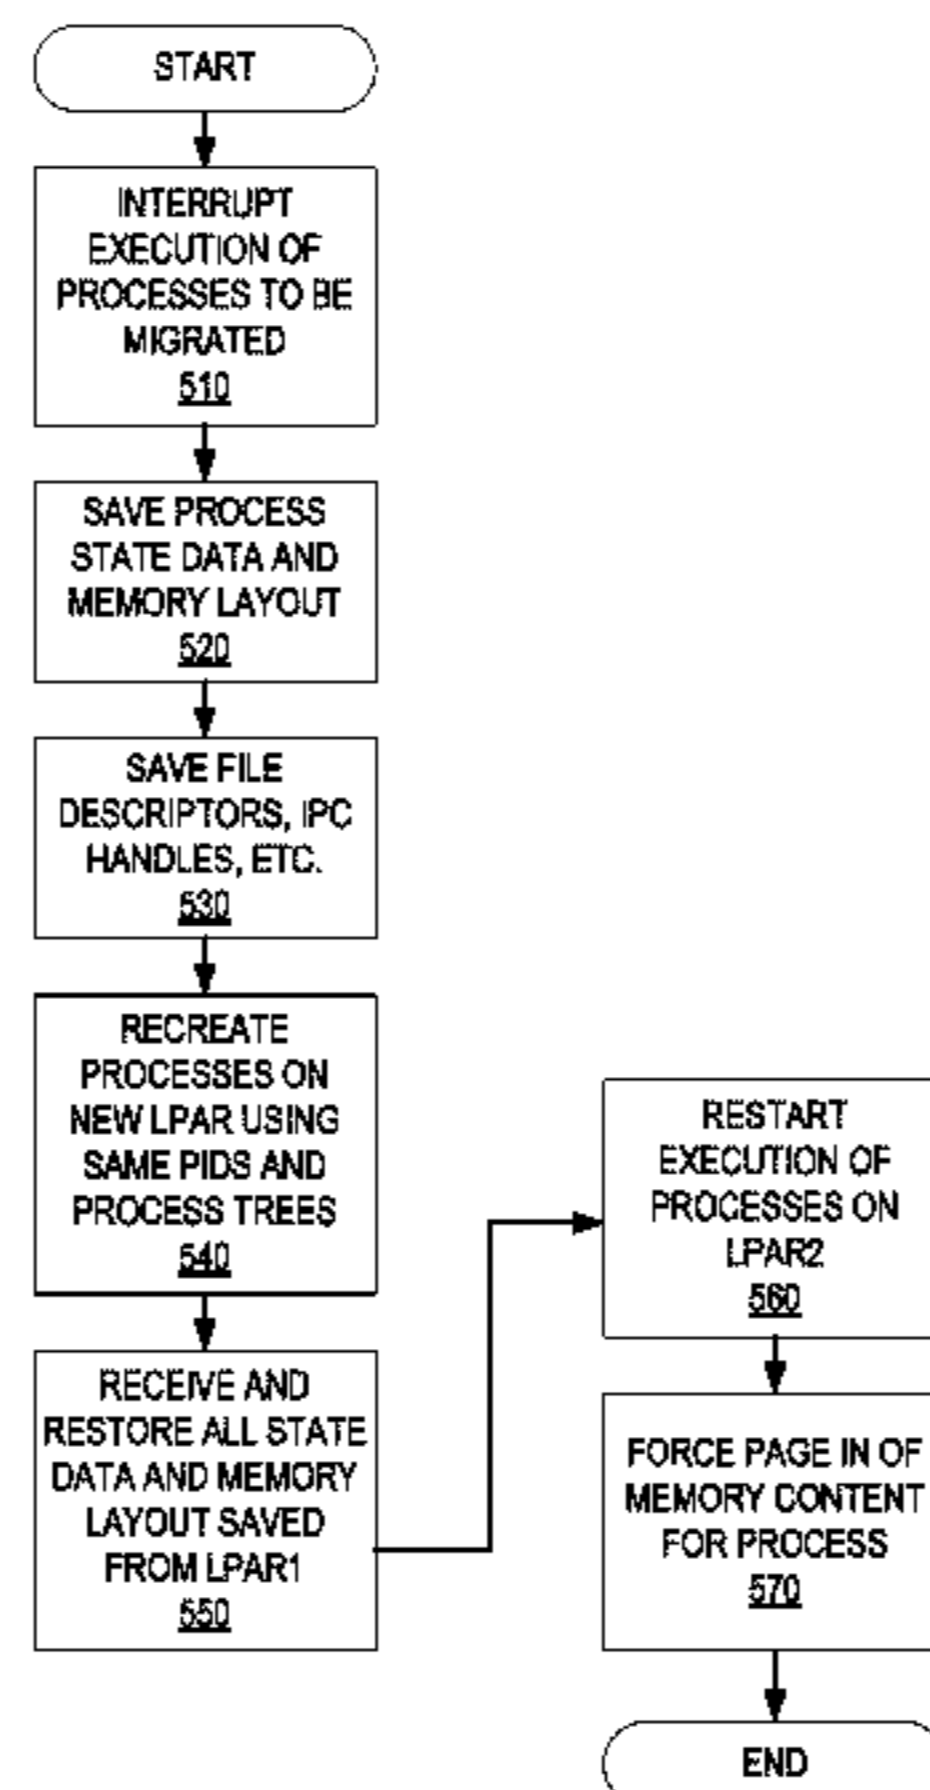 START
INTERRUPT
EXECUTION OF
PROCESSES TO BE
MIGRATED
510
SAVE PROCESS
STATE DATA AND
MEMORY LAYOUT
520
SAVE FILE
DESCRIPTORS, IPC
HANDLES, ETC.
530
RECREATE
PROCESSES ON
NEW LPAR USING
SAME PIDS AND
PROCESS TREES
540
RECEIVE AND
RESTORE ALL STATE
DATA AND MEMORY
LAYOUT SAVED
FROM LPAR1
550
RESTART
EXECUTION OF
PROCESSES ON
LPAR2
560
FORCE PAGE IN OF
MEMORY CONTENT
FOR PROCESS
570
END